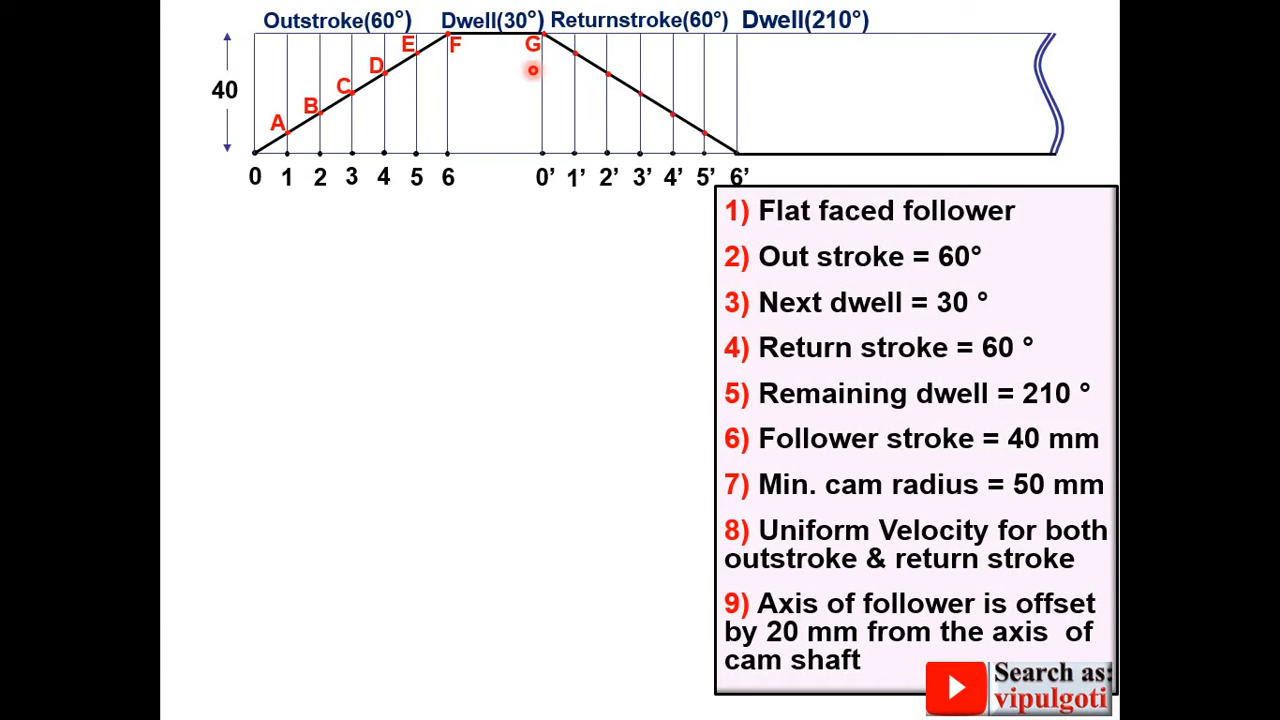 Outstroke(60°) Dwell(30°) Returnstroke(60°) Dwell(210°)
40
A B C D E F G
0 1 2 3 4 5 6 0' 1' 2' 3' 4' 5' 6'
1) Flat faced follower
2) Out stroke = 60°
3) Next dwell = 30 °
4) Return stroke = 60 °
5) Remaining dwell = 210 °
6) Follower stroke = 40 mm
7) Min. cam radius = 50 mm
8) Uniform Velocity for both
outstroke & return stroke
9) Axis of follower is offset
by 20 mm from the axis of
cam shaft
Search as:
vipulgoti